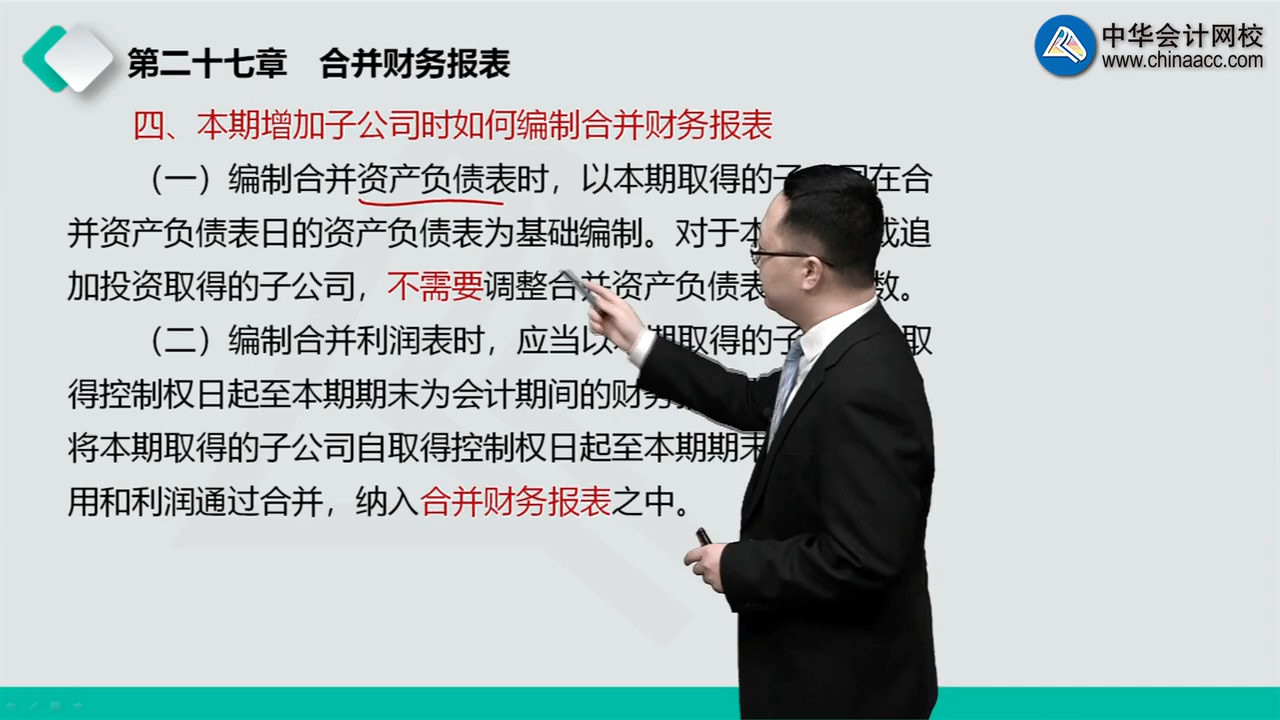 中华会计网校
www.chinaacc.com
第二十七章 合并财务报表
四、本期增加子公司时如何编制合并财务报表
（一）编制合并资产负债表时，以本期取得的子 在合
并资产负债表日的资产负债表为基础编制。对于本 或追
加投资取得的子公司，不需要调整合并资产负债表 数。
（二）编制合并利润表时，应当以 期取得的子 取
得控制权日起至本期期末为会计期间的财务
将本期取得的子公司自取得控制权日起至本期期末
用和利润通过合并，纳入合并财务报表之中。